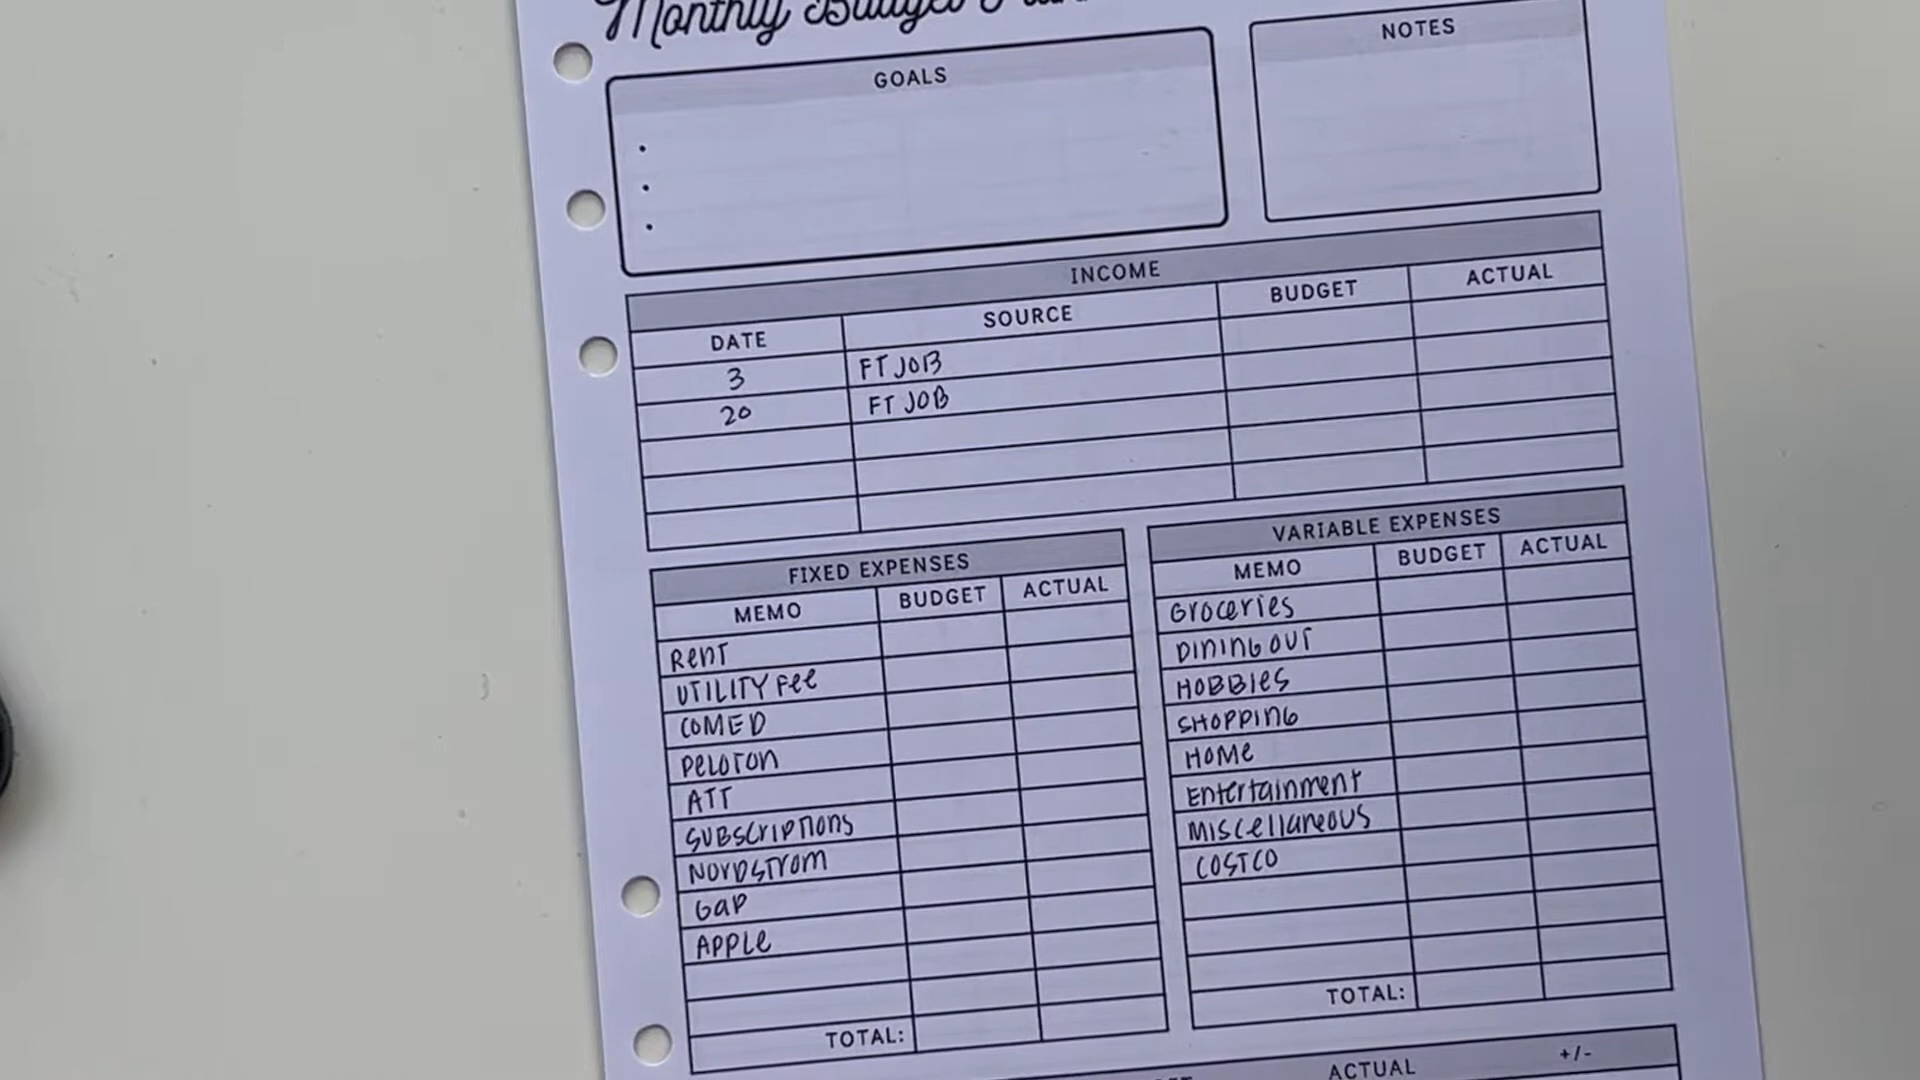 Monthly Budget
GOALS
NOTES
INCOME
DATE SOURCE BUDGET ACTUAL
3 FT JOB
20 FT JOB
FIXED EXPENSES
MEMO BUDGET ACTUAL
RenT
UTILITY Fee
COMED
PeLOTON
ATT
SUBSCriPTIONS
NORDSTROM
GaP
APPLe
TOTAL:
VARIABLE EXPENSES
MEMO BUDGET ACTUAL
Groceries
DINING OUT
HOBBIeS
SHOPPING
HOMe
Entertainment
MIScellaneous
COSTCO
TOTAL:
ACTUAL +/-